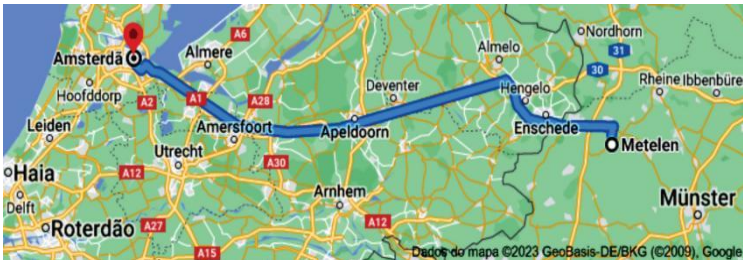 Nordhorn
A6
A1
Almere
Almelo
31
Amsterdã
30
Rheine
Ibbenbüre
Hoofddorp
Deventer
Hengelo
A2
A1
A28
Leiden
Amersfoort
Apeldoorn
Enschede
Metelen
Utrecht
A30
Haia
A12
Arnhem
Münster
Delft
Roterdão
A27
A12
A15
Dados do mapa ©2023 GeoBasis-DE/BKG (©2009), Google